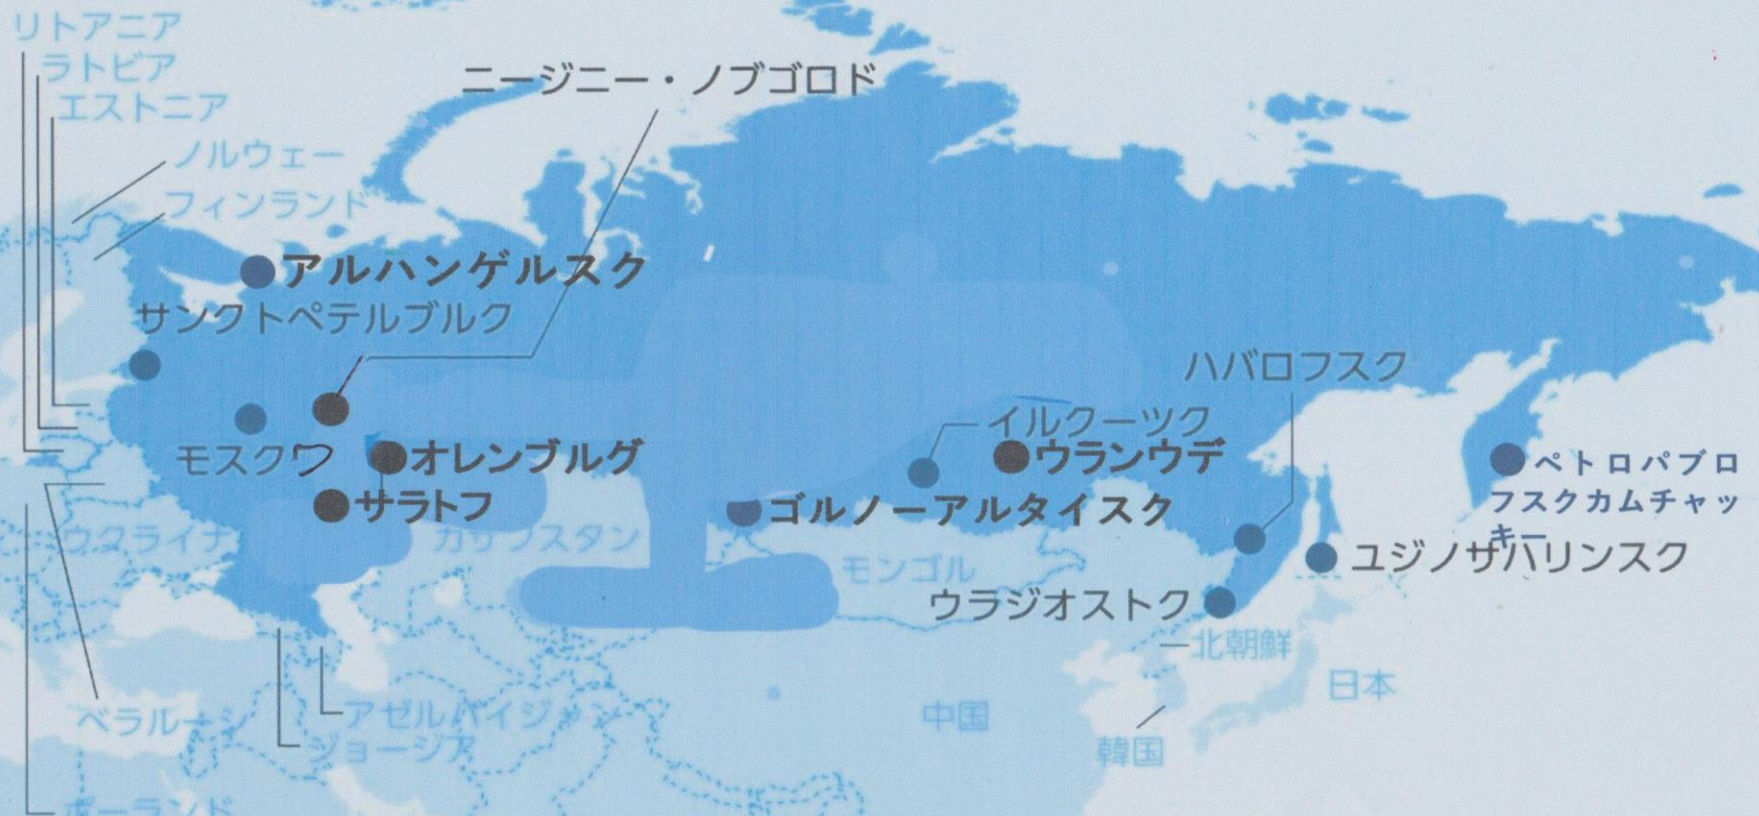 リトアニア
ラトビア
エストニア
ノルウェー
フィンランド
ニージニー・ノブゴロド
アルハンゲルスク
サンクトペテルブルク
モスクワ
オレンブルグ
サラトフ
ハバロフスク
イルクーツク
ウランウデ
ゴルノーアルタイスク
ペトロパブロ
フスクカムチャッ
キー
ユジノサハリンスク
ウラジオストク
ウクライナ
カザフスタン
モンゴル
北朝鮮
日本
中国
韓国
ベラルーシ
アゼルバイジャン
ジョージア
ポーランド